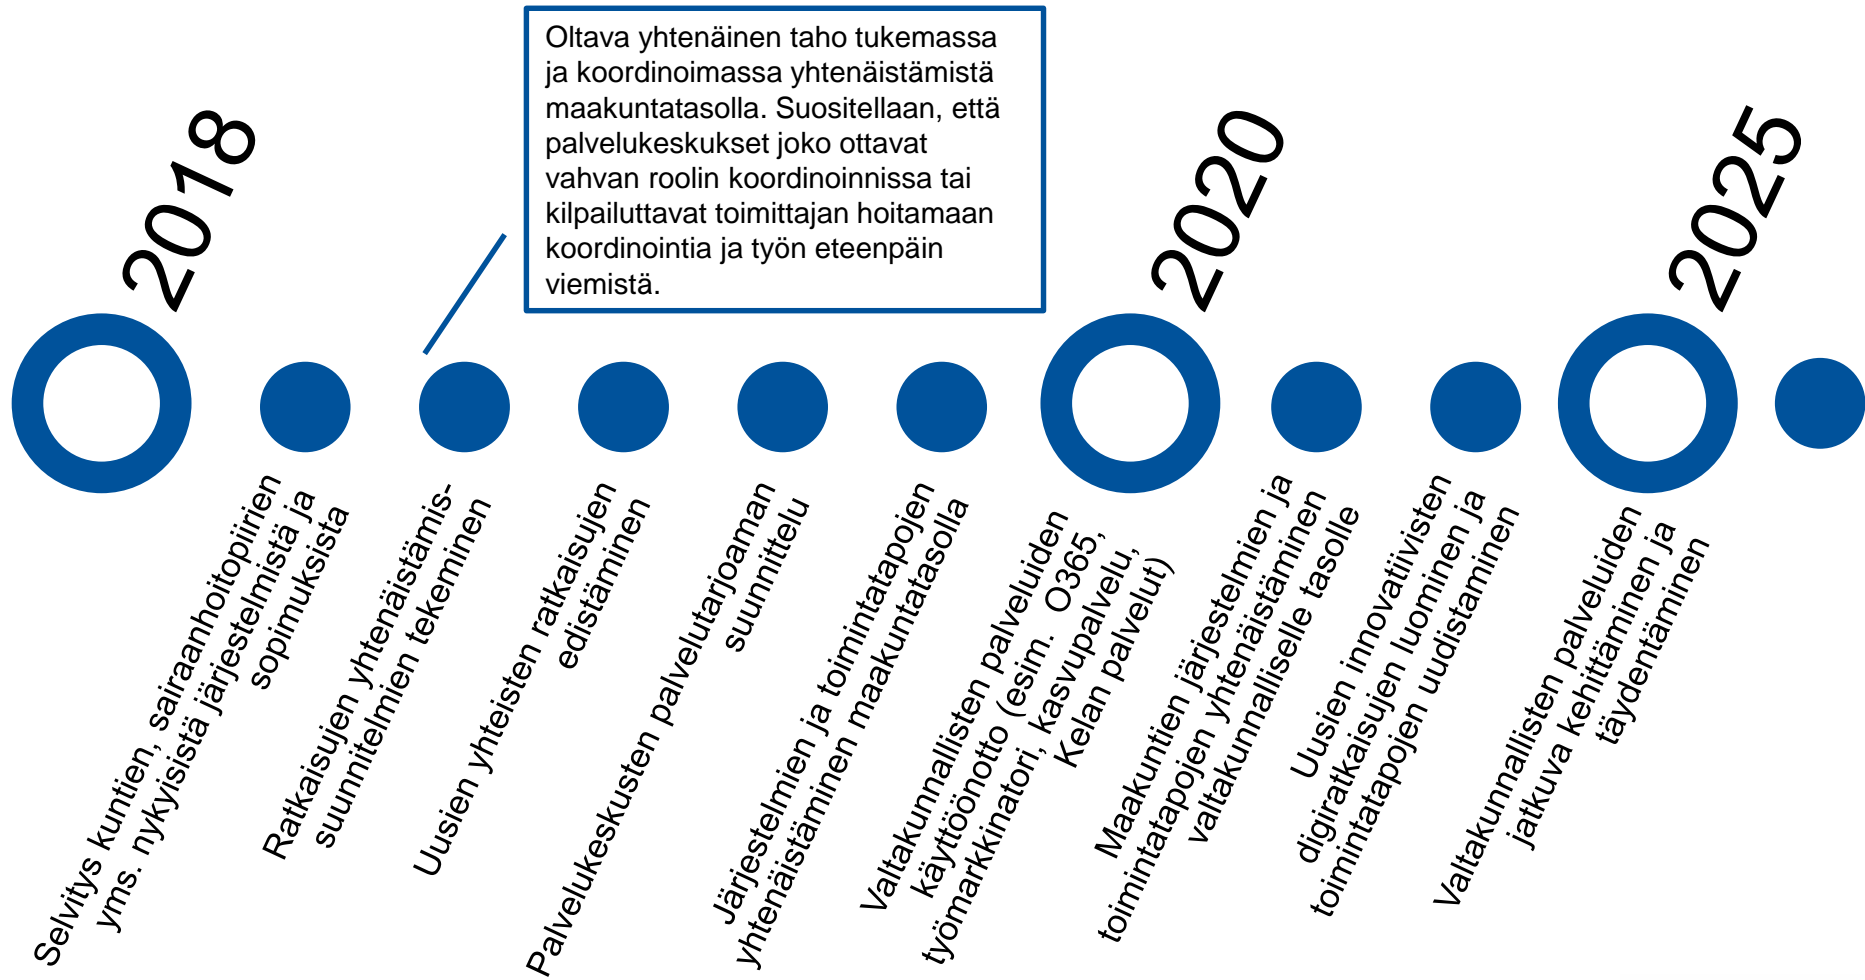 Oltava yhtenäinen taho tukemassa
ja koordinoimassa yhtenäistämistä
maakuntatasolla. Suositellaan, että
palvelukeskukset joko ottavat
vahvan roolin koordinoinnissa tai
kilpailuttavat toimittajan hoitamaan
koordinointia ja työn eteenpäin
viemistä.
2018
2020
2025
Selvitys kuntien, sairaanhoitopiirien
yms. nykyisistä järjestelmistä ja
sopimuksista
Ratkaisujen yhtenäistämis-
suunnitelmien tekeminen
Uusien yhteisten ratkaisujen
edistäminen
Palvelukeskusten palvelutarjoaman
suunnittelu
Järjestelmien ja toimintatapojen
yhtenäistäminen maakuntatasolla
Valtakunnallisten palveluiden
käyttöönotto (esim. O365,
työmarkkinatori, kasvupalvelu,
Kelan palvelut)
Maakuntien järjestelmien ja
toimintatapojen yhtenäistäminen
valtakunnalliselle tasolle
Uusien innovatiivisten
digiratkaisujen luominen ja
toimintatapojen uudistaminen
Valtakunnallisten palveluiden
jatkuva kehittäminen ja
täydentäminen